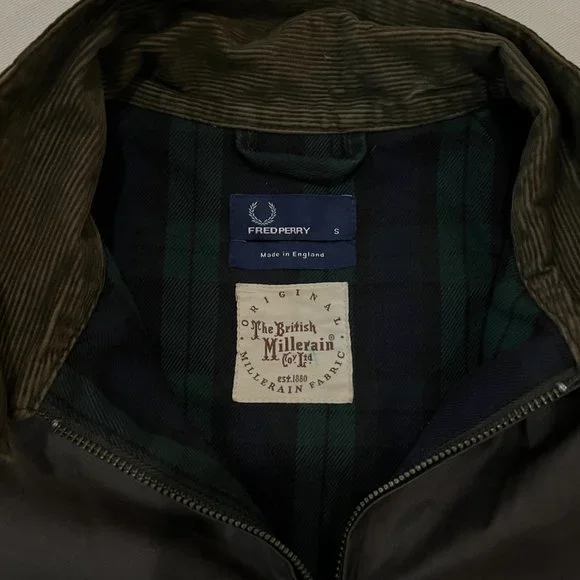 FRED PERRY S
Made in England
ORIGINAL
The British
Millerain®
Co Ltd
est.1880
MILLERAIN FABRIC